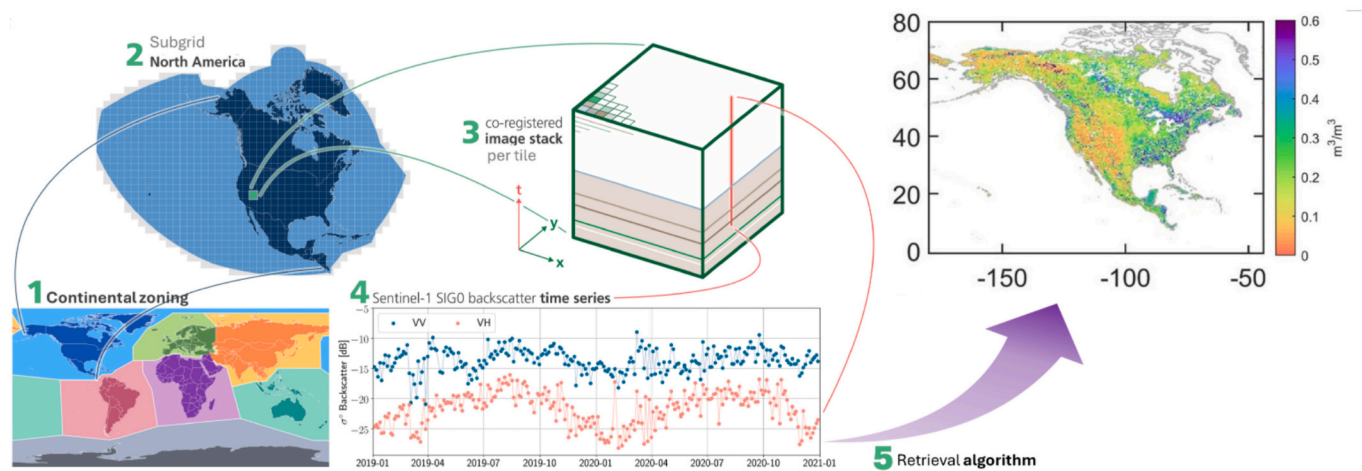 2 Subgrid
North America
3 co-registered
image stack
per tile
t
y
x
1 Continental zoning
4 Sentinel-1 SIG0 backscatter time series
σ° Backscatter [dB]
−5
−10
−15
−20
−25
VV
VH
2019-01 2019-04 2019-07 2019-10 2020-01 2020-04 2020-07 2020-10 2021-01
5 Retrieval algorithm
80
60
40
20
0
-150 -100 -50
0.6
0.5
0.4
0.3
0.2
0.1
0
m³/m³